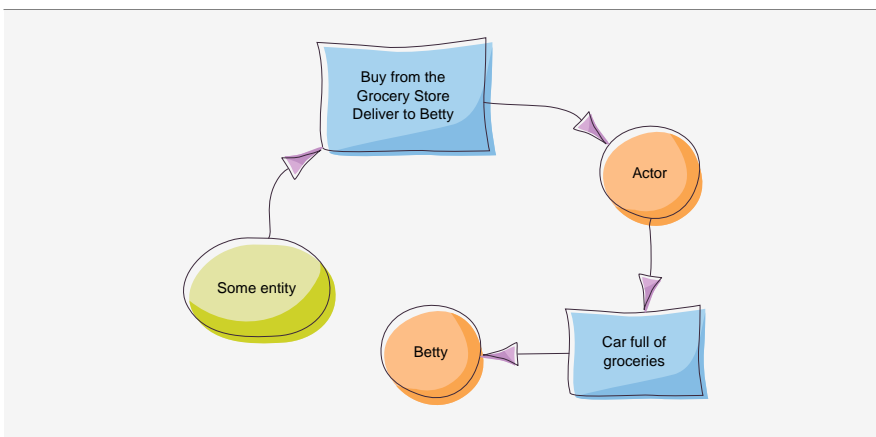 Buy from the
Grocery Store
Deliver to Betty
Actor
Some entity
Car full of
groceries
Betty